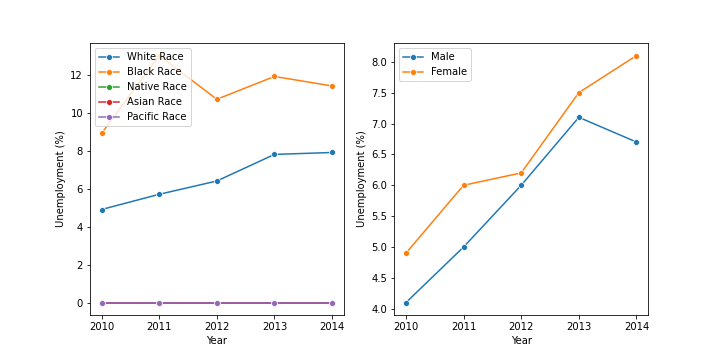 White Race
Black Race
Native Race
Asian Race
Pacific Race
12
10
8
6
4
2
0
Unemployment (%)
2010 2011 2012 2013 2014
Year
Male
Female
8.0
7.5
7.0
6.5
6.0
5.5
5.0
4.5
4.0
Unemployment (%)
2010 2011 2012 2013 2014
Year